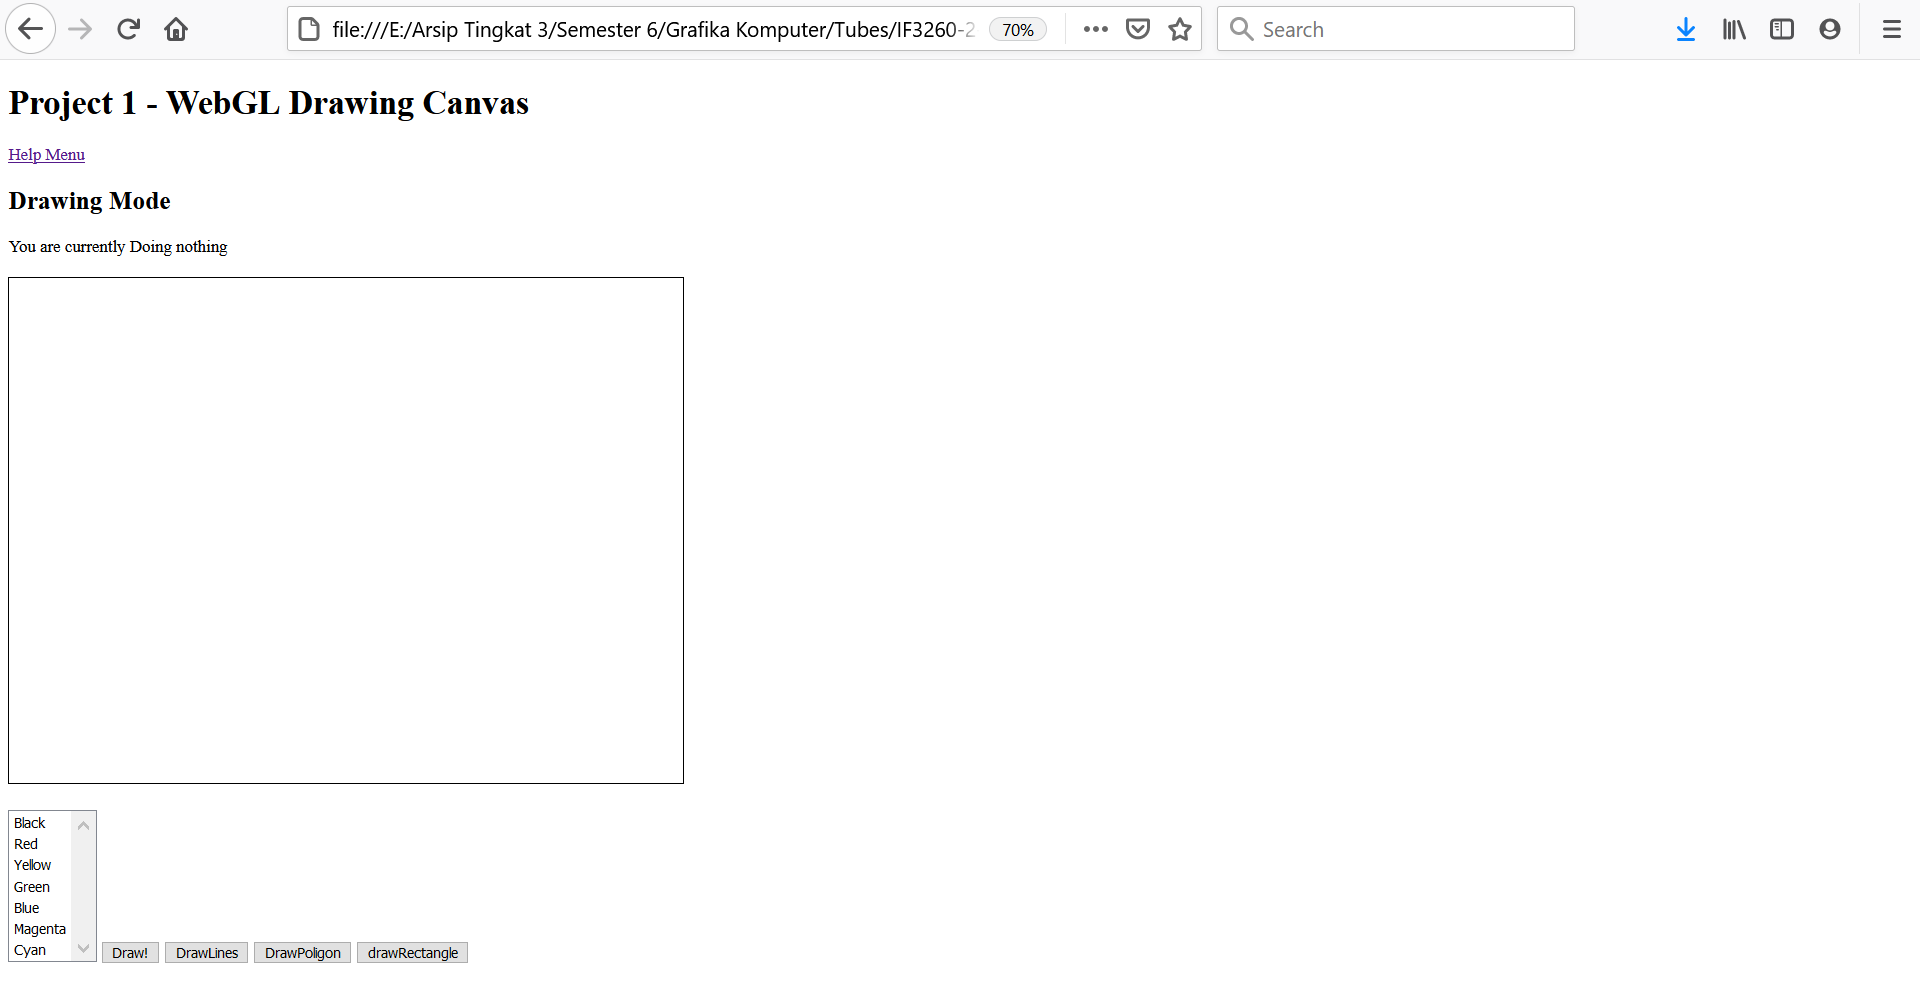 file:///E:/Arsip Tingkat 3/Semester 6/Grafika Komputer/Tubes/IF3260-2 70% Search
Project 1 - WebGL Drawing Canvas
Help Menu
Drawing Mode
You are currently Doing nothing
Black
Red
Yellow
Green
Blue
Magenta
Cyan
Draw! DrawLines DrawPoligon drawRectangle